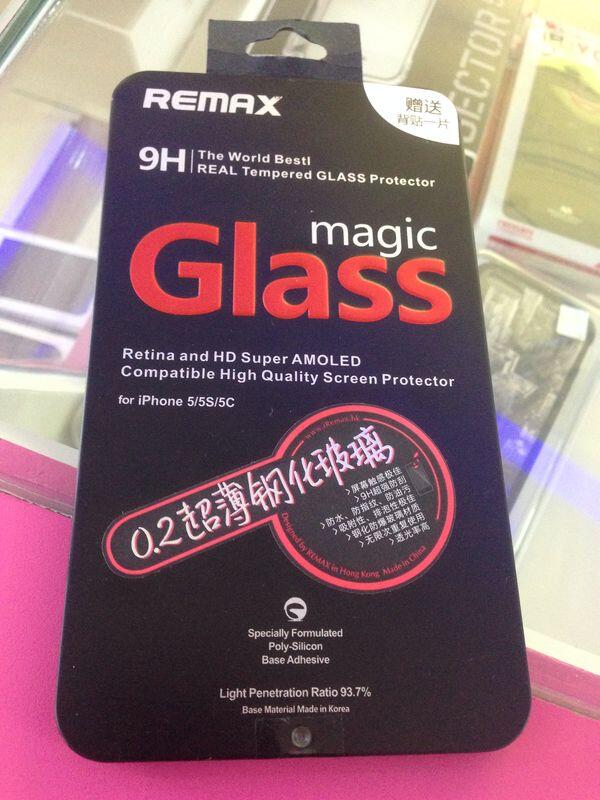 REMAX
赠送
背贴一片
9H
The World Bestl
REAL Tempered GLASS Protector
magic
Glass
Retina and HD Super AMOLED
Compatible High Quality Screen Protector
for iPhone 5/5S/5C
www.iRemax.hk
0.2超薄钢化玻璃
›屏幕触感极佳
›9H超强防刮
›防水、防指纹、防油污
›吸附性、排泡性极佳
›钢化防爆玻璃材质
›无限次重复使用
›透光率高
Designed by REMAX in Hong Kong Made in China
Specially Formulated
Poly-Silicon
Base Adhesive
Light Penetration Ratio 93.7%
Base Material Made in Korea
SECTOR